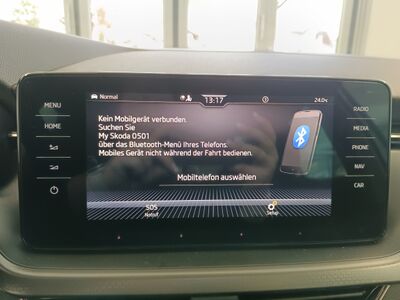 Normal
13:17
24.0
MENU
HOME
RADIO
MEDIA
PHONE
NAV
CAR
Kein Mobilgerät verbunden.
Suchen Sie
My Skoda 0501
über das Bluetooth-Menü Ihres Telefons.
Mobiles Gerät nicht während der Fahrt bedienen.
Mobiltelefon auswählen
SOS
Notruf
Setup